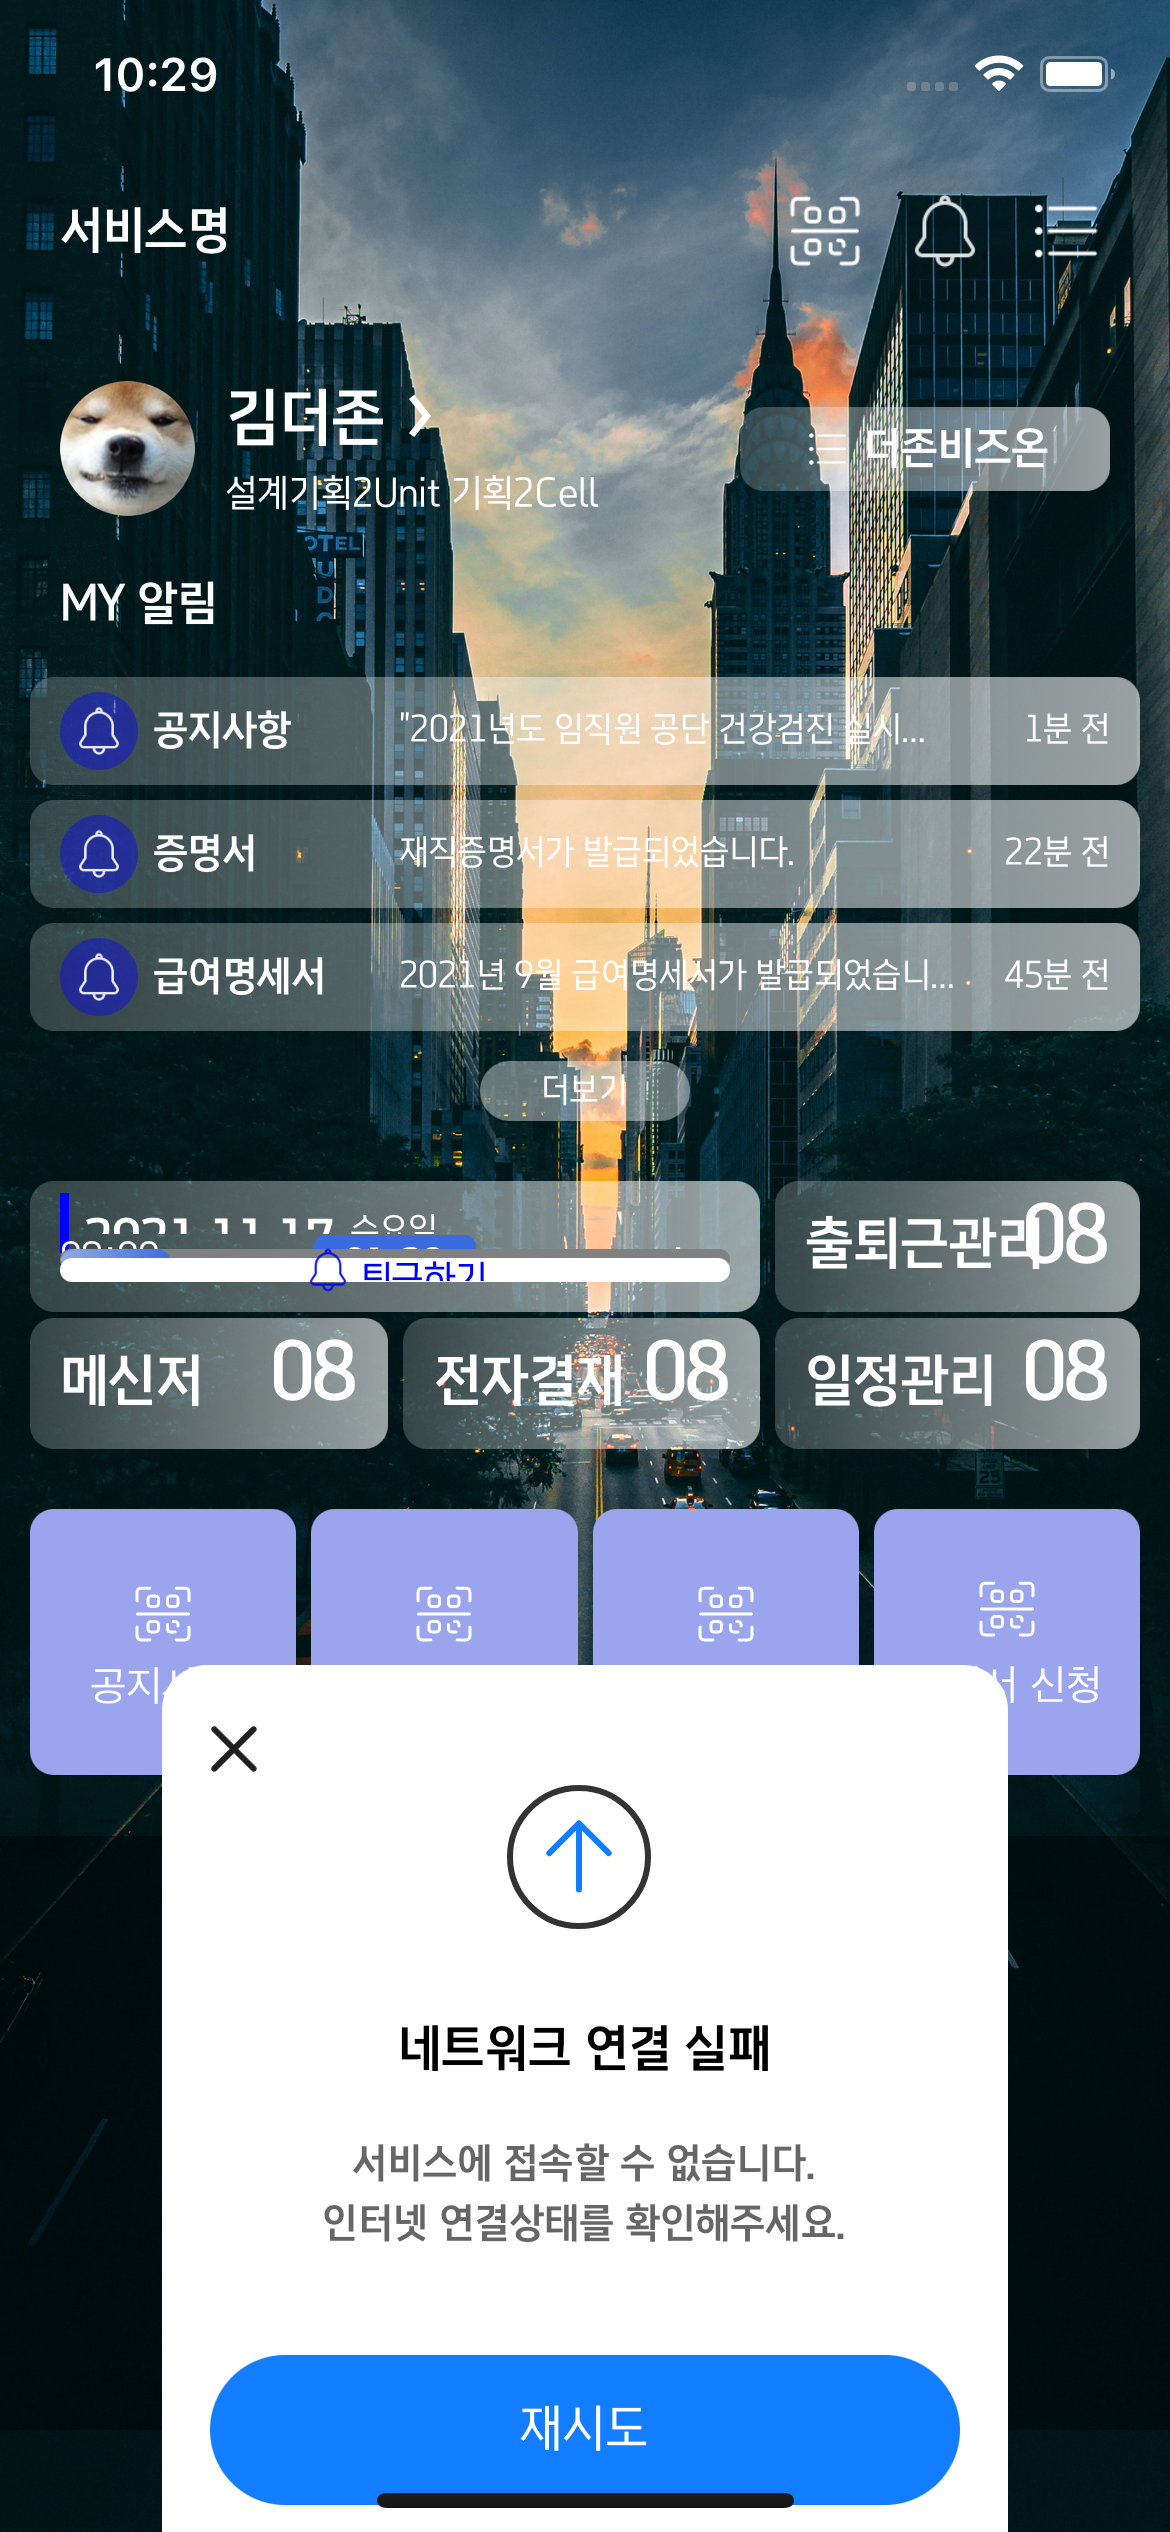 10:29
서비스명
김더존
더존비즈온
설계기획2Unit 기획2Cell
MY 알림
공지사항 "2021년도 임직원 공단 건강검진 실시... 1분 전
증명서 재직증명서가 발급되었습니다. 22분 전
급여명세서 2021년 9월 급여명세서가 발급되었습니... 45분 전
더보기
2021.11.17 수요일
퇴근하기
출퇴근관리 08
메신저 08
전자결재 08
일정관리 08
공지
신청
네트워크 연결 실패
서비스에 접속할 수 없습니다.
인터넷 연결상태를 확인해주세요.
재시도